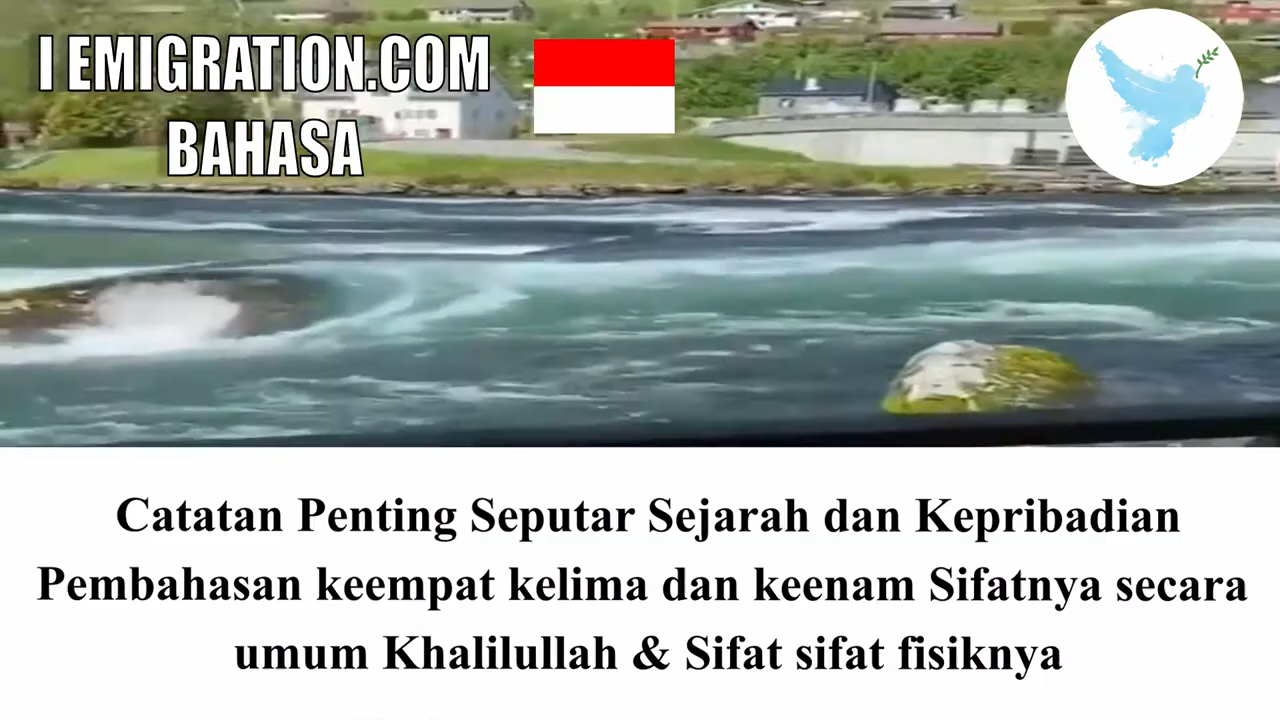 I EMIGRATION.COM
BAHASA
Catatan Penting Seputar Sejarah dan Kepribadian
Pembahasan keempat kelima dan keenam Sifatnya secara
umum Khalilullah & Sifat sifat fisiknya